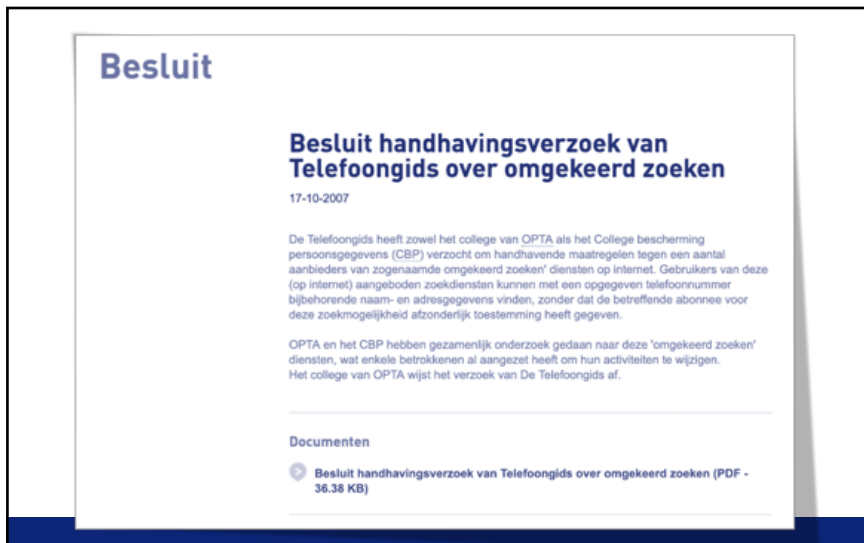 Besluit
Besluit handhavingsverzoek van
Telefoongids over omgekeerd zoeken
17-10-2007
De Telefoongids heeft zowel het college van OPTA als het College bescherming
persoonsgegevens (CBP) verzocht om handhavende maatregelen tegen een aantal
aanbieders van zogenaamde omgekeerd zoeken' diensten op internet. Gebruikers van deze
(op internet) aangeboden zoekdiensten kunnen met een opgegeven telefoonnummer
bijbehorende naam- en adresgegevens vinden, zonder dat de betreffende abonnee voor
deze zoekmogelijkheid afzonderlijk toestemming heeft gegeven.
OPTA en het CBP hebben gezamenlijk onderzoek gedaan naar deze 'omgekeerd zoeken'
diensten, wat enkele betrokkenen al aangezet heeft om hun activiteiten te wijzigen.
Het college van OPTA wijst het verzoek van De Telefoongids af.
Documenten
Besluit handhavingsverzoek van Telefoongids over omgekeerd zoeken (PDF -
36.38 KB)